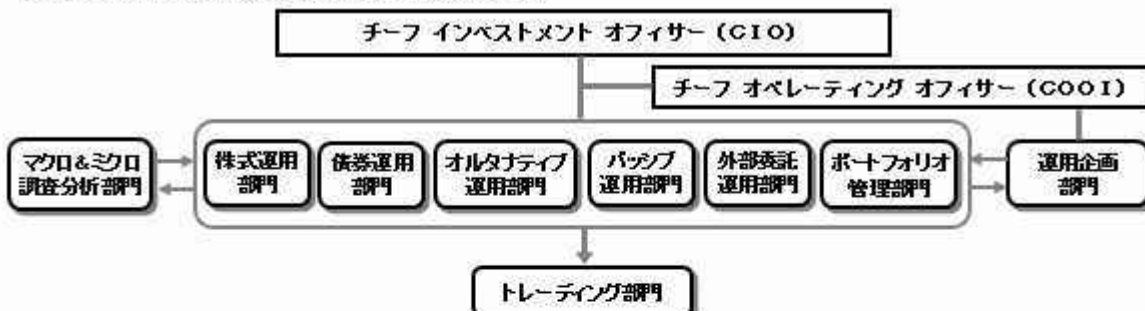 チーフ インベストメント オフィサー (CIO)
チーフ オペレーティング オフィサー (COOI)
マクロ&ミクロ
調査分析部門
株式運用
部門
債券運用
部門
オルタナティブ
運用部門
パッシブ
運用部門
外部委託
運用部門
ポートフォリオ
管理部門
運用企画
部門
トレーディング部門